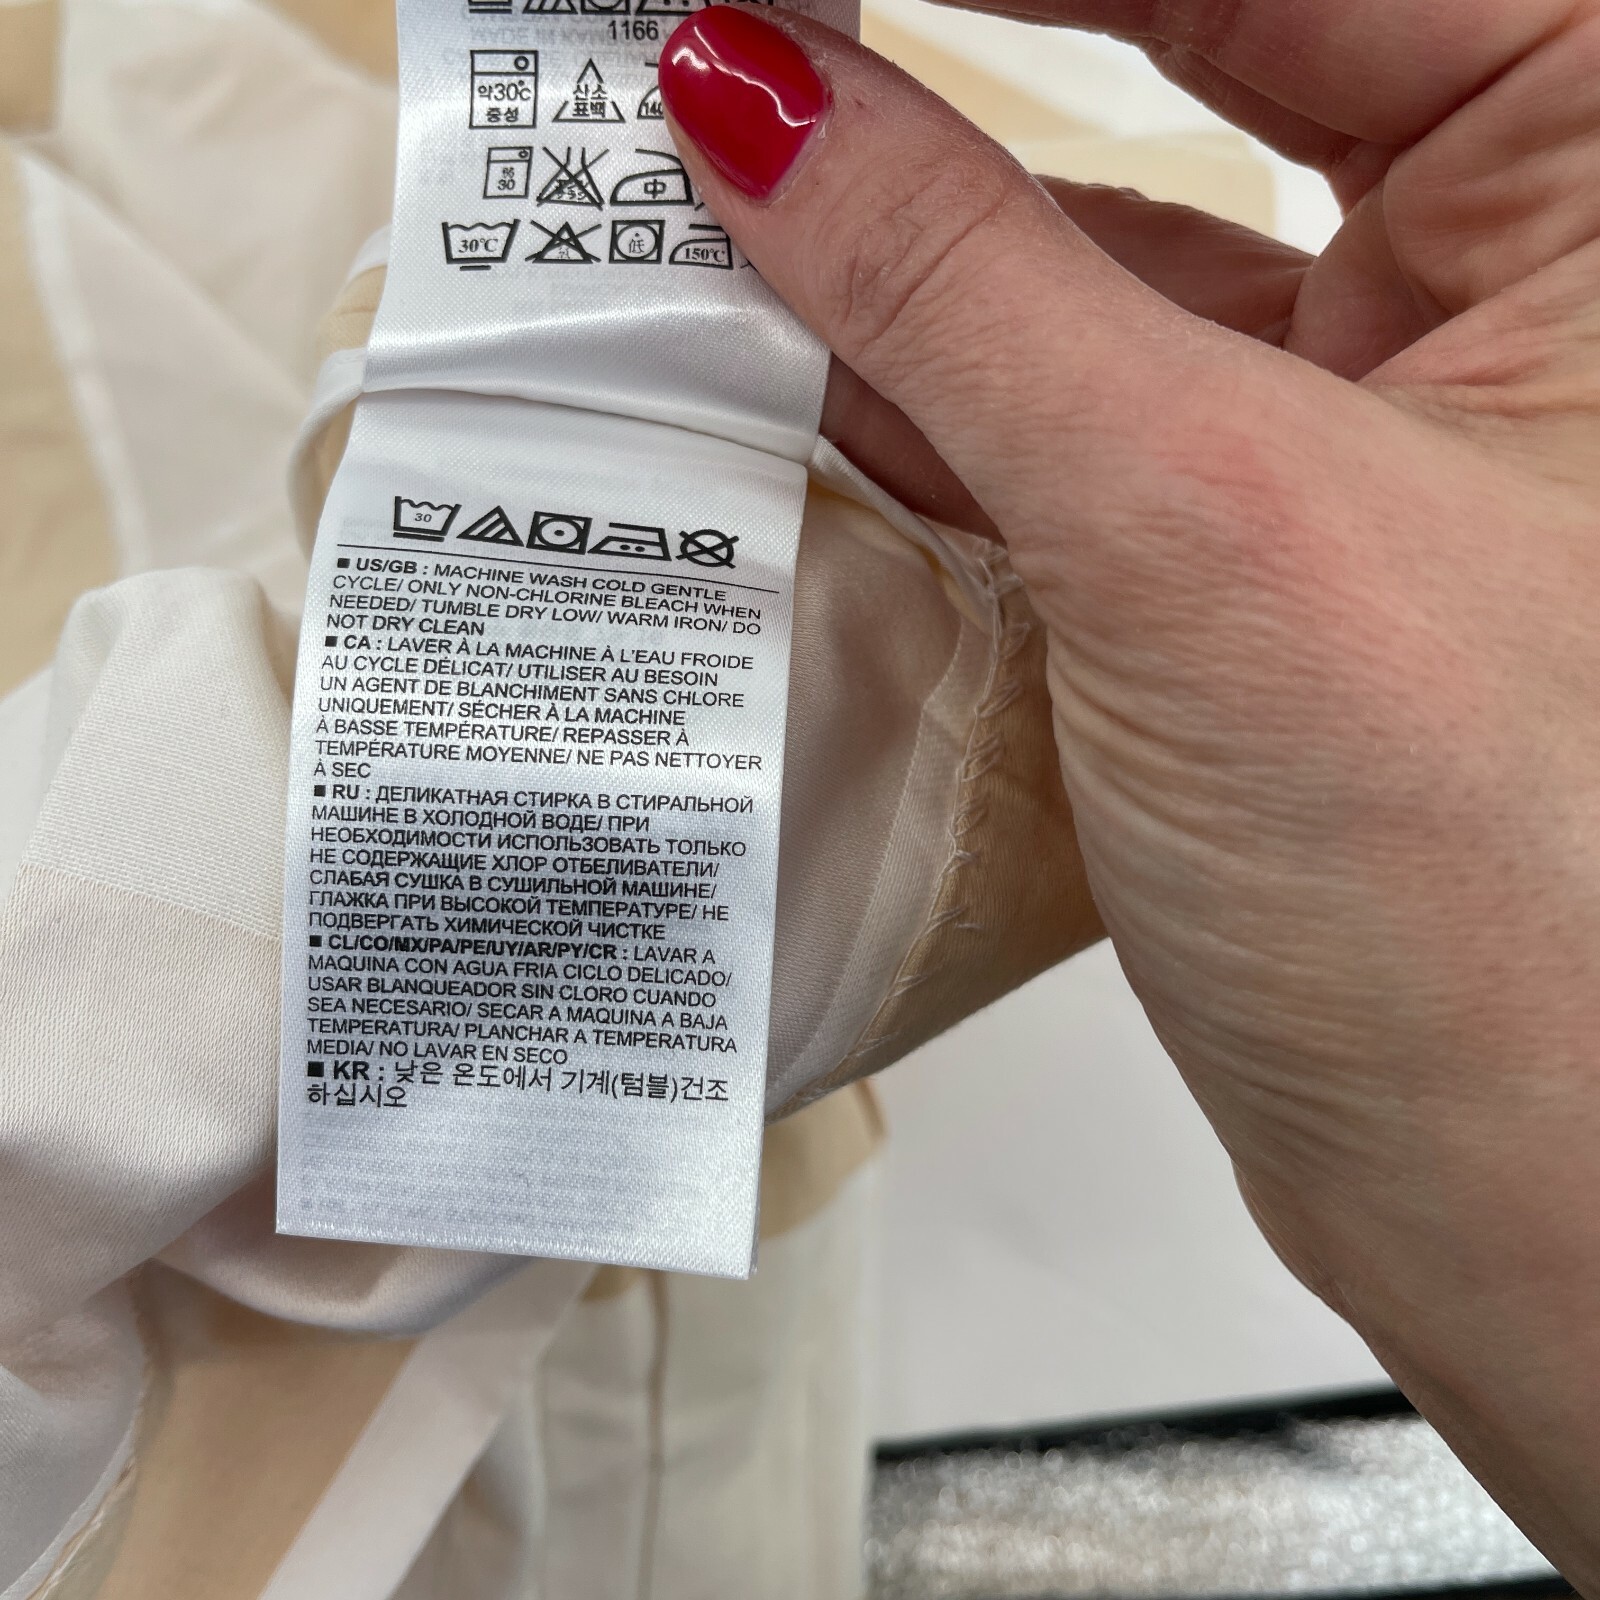 1166
약30℃
중성
산소
표백
140
30
中
30℃
低
150℃
30
■ US/GB : MACHINE WASH COLD GENTLE
CYCLE/ ONLY NON-CHLORINE BLEACH WHEN
NEEDED/ TUMBLE DRY LOW/ WARM IRON/ DO
NOT DRY CLEAN
■ CA : LAVER À LA MACHINE À L'EAU FROIDE
AU CYCLE DÉLICAT/ UTILISER AU BESOIN
UN AGENT DE BLANCHIMENT SANS CHLORE
UNIQUEMENT/ SÉCHER À LA MACHINE
À BASSE TEMPÉRATURE/ REPASSER À
TEMPÉRATURE MOYENNE/ NE PAS NETTOYER
À SEC
■ RU : ДЕЛИКАТНАЯ СТИРКА В СТИРАЛЬНОЙ
МАШИНЕ В ХОЛОДНОЙ ВОДЕ/ ПРИ
НЕОБХОДИМОСТИ ИСПОЛЬЗОВАТЬ ТОЛЬКО
НЕ СОДЕРЖАЩИЕ ХЛОР ОТБЕЛИВАТЕЛИ/
СЛАБАЯ СУШКА В СУШИЛЬНОЙ МАШИНЕ/
ГЛАЖКА ПРИ ВЫСОКОЙ ТЕМПЕРАТУРЕ/ НЕ
ПОДВЕРГАТЬ ХИМИЧЕСКОЙ ЧИСТКЕ
■ CL/CO/MX/PA/PE/UY/AR/PY/CR : LAVAR A
MAQUINA CON AGUA FRIA CICLO DELICADO/
USAR BLANQUEADOR SIN CLORO CUANDO
SEA NECESARIO/ SECAR A MAQUINA A BAJA
TEMPERATURA/ PLANCHAR A TEMPERATURA
MEDIA/ NO LAVAR EN SECO
■ KR : 낮은 온도에서 기계(텀블)건조
하십시오